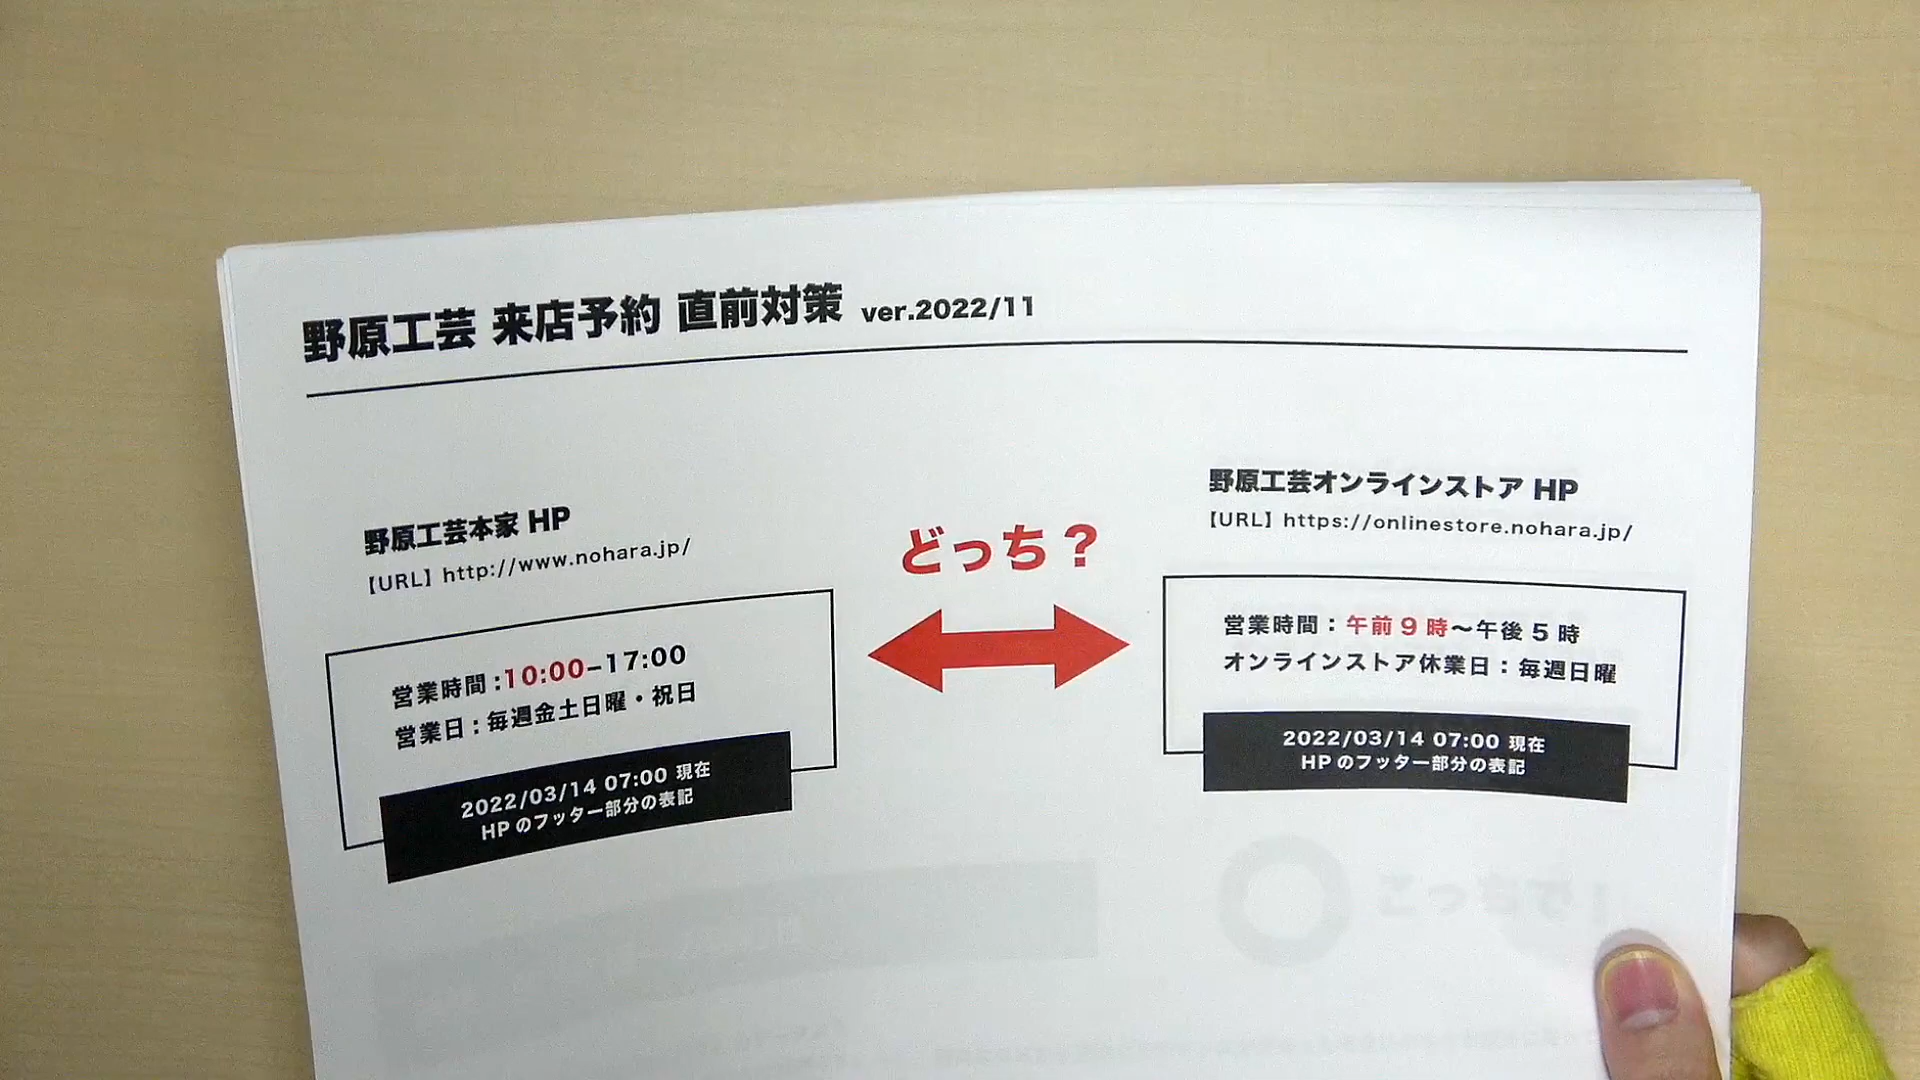 野原工芸 来店予約 直前対策 ver.2022/11
野原工芸本家 HP
【URL】http://www.nohara.jp/
営業時間:10:00–17:00
営業日:毎週金土日曜・祝日
2022/03/14 07:00 現在
HPのフッター部分の表記
どっち？
野原工芸オンラインストア HP
【URL】https://onlinestore.nohara.jp/
営業時間：午前9時〜午後5時
オンラインストア休業日：毎週日曜
2022/03/14 07:00 現在
HPのフッター部分の表記